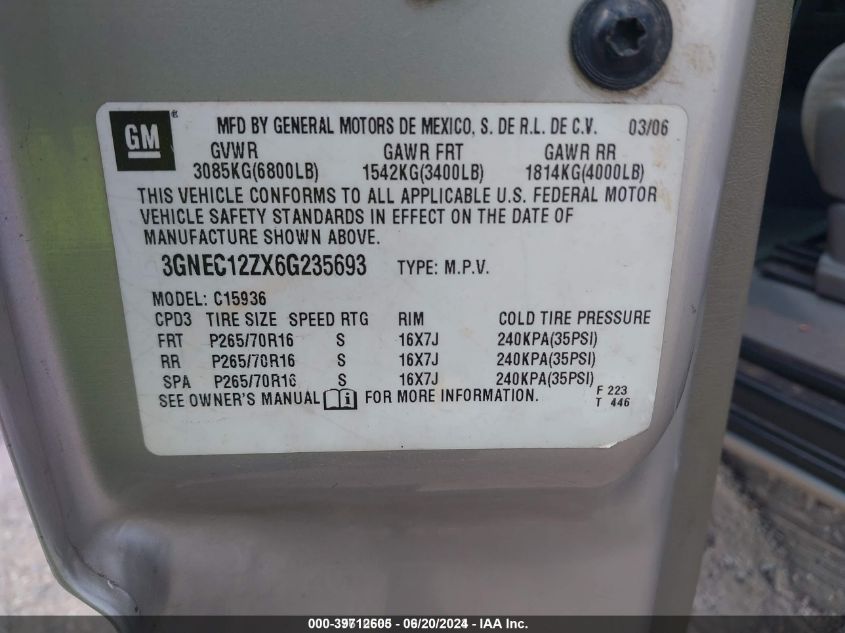 GM MFD BY GENERAL MOTORS DE MEXICO, S. DE R.L. DE C.V. 03/06
GVWR GAWR FRT GAWR RR
3085KG(6800LB) 1542KG(3400LB) 1814KG(4000LB)
THIS VEHICLE CONFORMS TO ALL APPLICABLE U.S. FEDERAL MOTOR
VEHICLE SAFETY STANDARDS IN EFFECT ON THE DATE OF
MANUFACTURE SHOWN ABOVE.
3GNEC12ZX6G235693 TYPE: M.P.V.
MODEL: C15936
CPD3 TIRE SIZE SPEED RTG RIM COLD TIRE PRESSURE
FRT P265/70R16 S 16X7J 240KPA(35PSI)
RR P265/70R16 S 16X7J 240KPA(35PSI)
SPA P265/70R16 S 16X7J 240KPA(35PSI)
SEE OWNER'S MANUAL FOR MORE INFORMATION. F 223
T 446
000-39712605 - 06/20/2024 - IAA Inc.